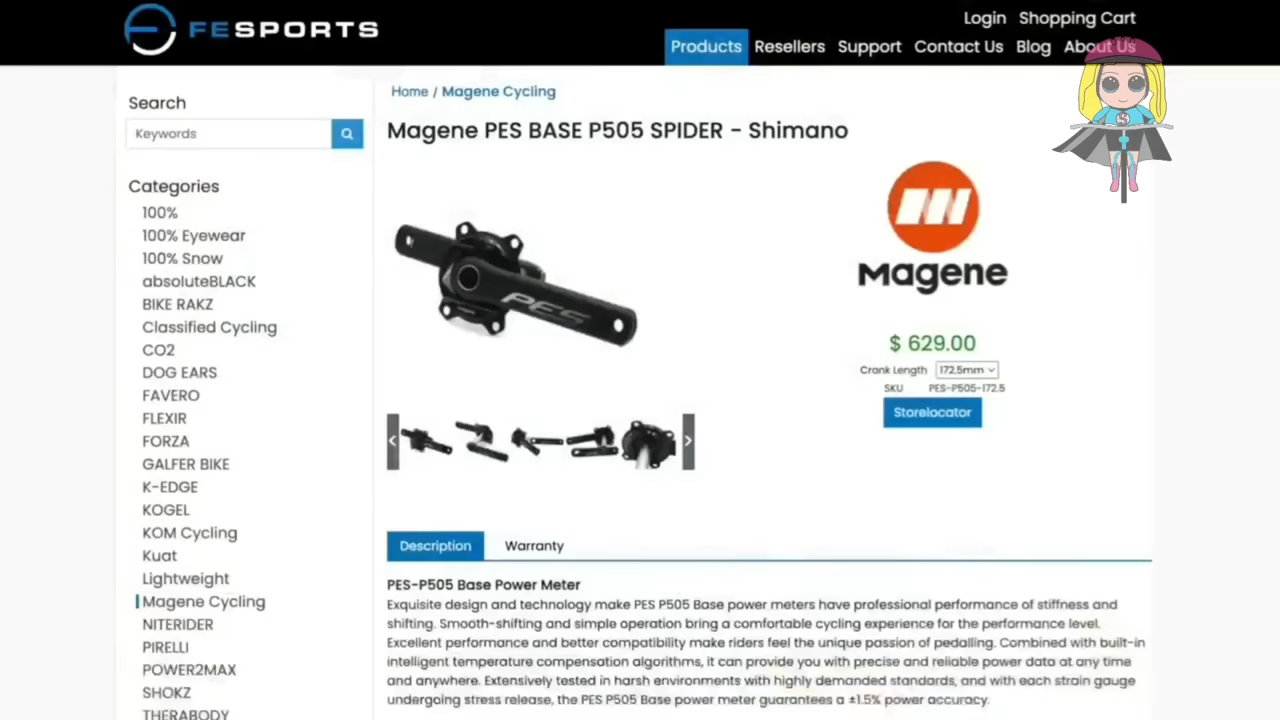 FESPORTS
Login Shopping Cart
Products Resellers Support Contact Us Blog About Us
Search
Keywords
Categories
100%
100% Eyewear
100% Snow
absoluteBLACK
BIKE RAKZ
Classified Cycling
CO2
DOG EARS
FAVERO
FLEXIR
FORZA
GALFER BIKE
K-EDGE
KOGEL
KOM Cycling
Kuat
Lightweight
Magene Cycling
NITERIDER
PIRELLI
POWER2MAX
SHOKZ
THERABODY
Home / Magene Cycling
Magene PES BASE P505 SPIDER - Shimano
PES
Magene
$ 629.00
Crank Length 172.5mm
SKU PES-P505-172.5
Storelocator
Description Warranty
PES-P505 Base Power Meter
Exquisite design and technology make PES P505 Base power meters have professional performance of stiffness and
shifting. Smooth-shifting and simple operation bring a comfortable cycling experience for the performance level.
Excellent performance and better compatibility make riders feel the unique passion of pedalling. Combined with built-in
intelligent temperature compensation algorithms, it can provide you with precise and reliable power data at any time
and anywhere. Extensively tested in harsh environments with highly demanded standards, and with each strain gauge
undergoing stress release, the PES P505 Base power meter guarantees a ±1.5% power accuracy.